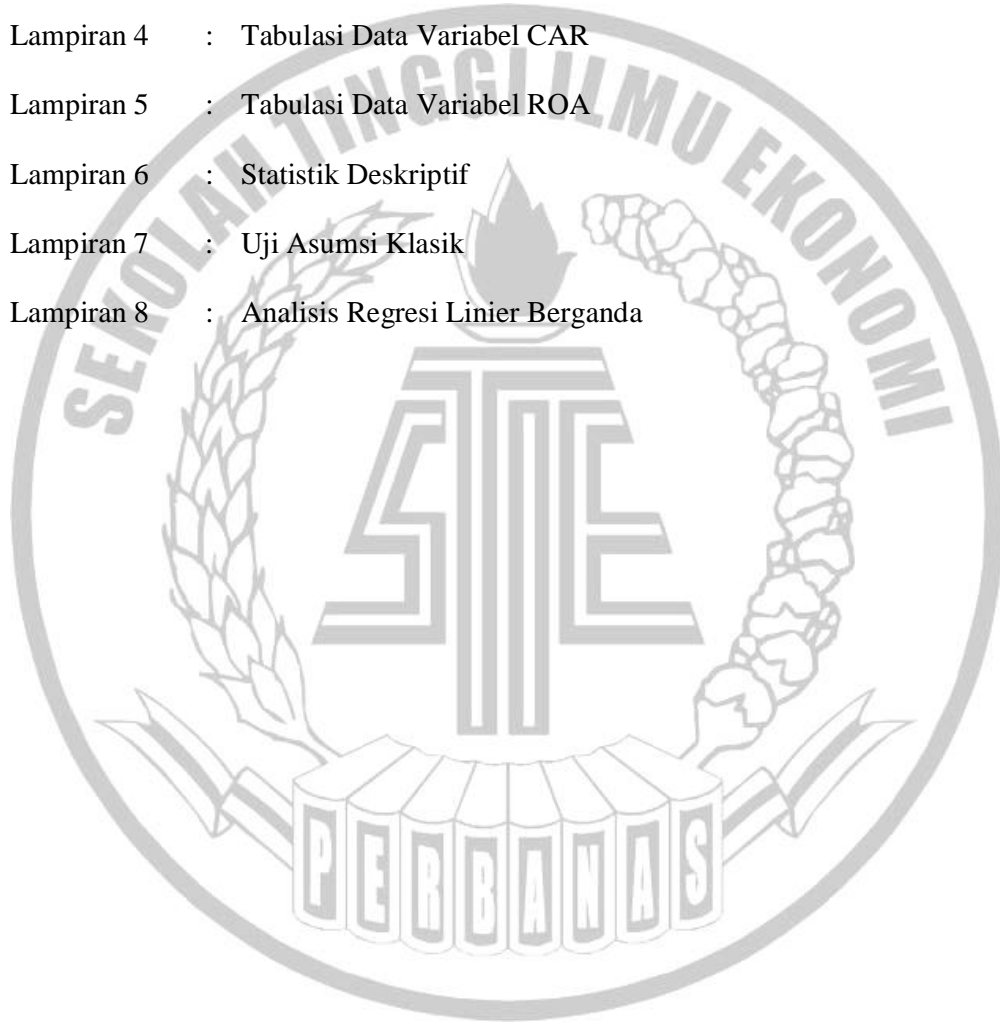 Lampiran 4 : Tabulasi Data Variabel CAR
Lampiran 5 : Tabulasi Data Variabel ROA
Lampiran 6 : Statistik Deskriptif
Lampiran 7 : Uji Asumsi Klasik
Lampiran 8 : Analisis Regresi Linier Berganda
SEKOLAH TINGGI ILMU EKONOMI
STIE
PERBANAS